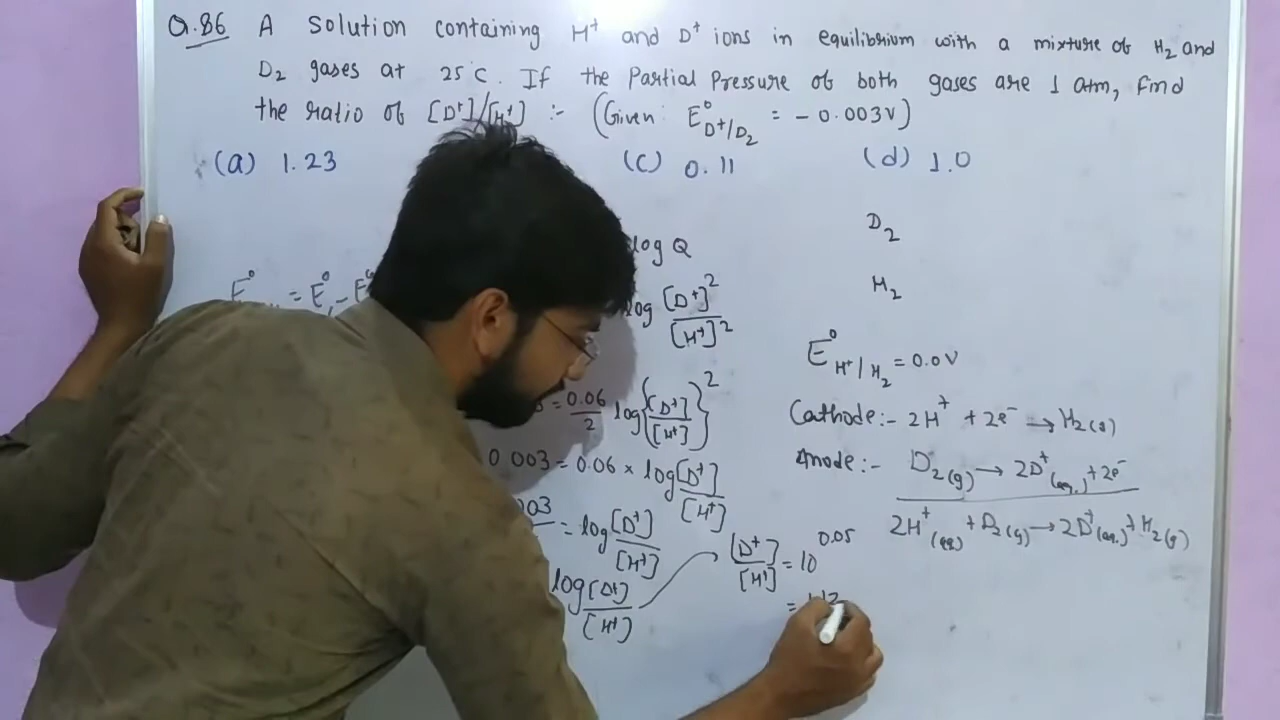 Q.86 A solution containing H⁺ and D⁺ ions in equilibrium with a mixture of H₂ and
D₂ gases at 25°C. If the Partial Pressure of both gases are 1 atm, find
the ratio of [D⁺]/[H⁺] :- (Given: E°D⁺/D₂ = - 0.003V)
(a) 1.23 (c) 0.11 (d) 1.0
E° = E° - E°
log Q
log [D⁺]²/[H⁺]²
= 0.06/2 log{[D⁺]/[H⁺]}²
0.003 = 0.06 × log [D⁺]/[H⁺]
003 = log [D⁺]/[H⁺]
log [D⁺]/[H⁺]
[D⁺]/[H⁺] = 10^0.05
=
D₂
H₂
E°H⁺/H₂ = 0.0V
Cathode:- 2H⁺ + 2e⁻ → H₂(g)
Anode:- D₂(g) → 2D⁺(aq.) + 2e⁻
2H⁺(aq) + D₂(g) → 2D⁺(aq.) + H₂(g)